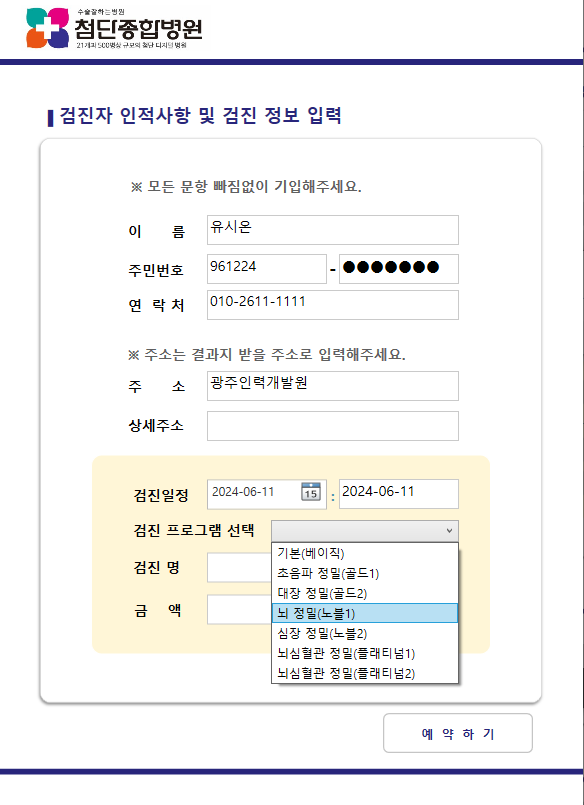 수술잘하는병원
첨단종합병원
21개과 500병상 규모의 첨단 디지털 병원
검진자 인적사항 및 검진 정보 입력
※ 모든 문항 빠짐없이 기입해주세요.
이 름 유시온
주민번호 961224 - ●●●●●●●
연 락 처 010-2611-1111
※ 주소는 결과지 받을 주소로 입력해주세요.
주 소 광주인력개발원
상세주소
검진일정 2024-06-11 15 : 2024-06-11
검진 프로그램 선택
기본(베이직)
초음파 정밀(골드1)
검진 명
대장 정밀(골드2)
뇌 정밀(노블1)
금 액
심장 정밀(노블2)
뇌심혈관 정밀(플래티넘1)
뇌심혈관 정밀(플래티넘2)
예 약 하 기